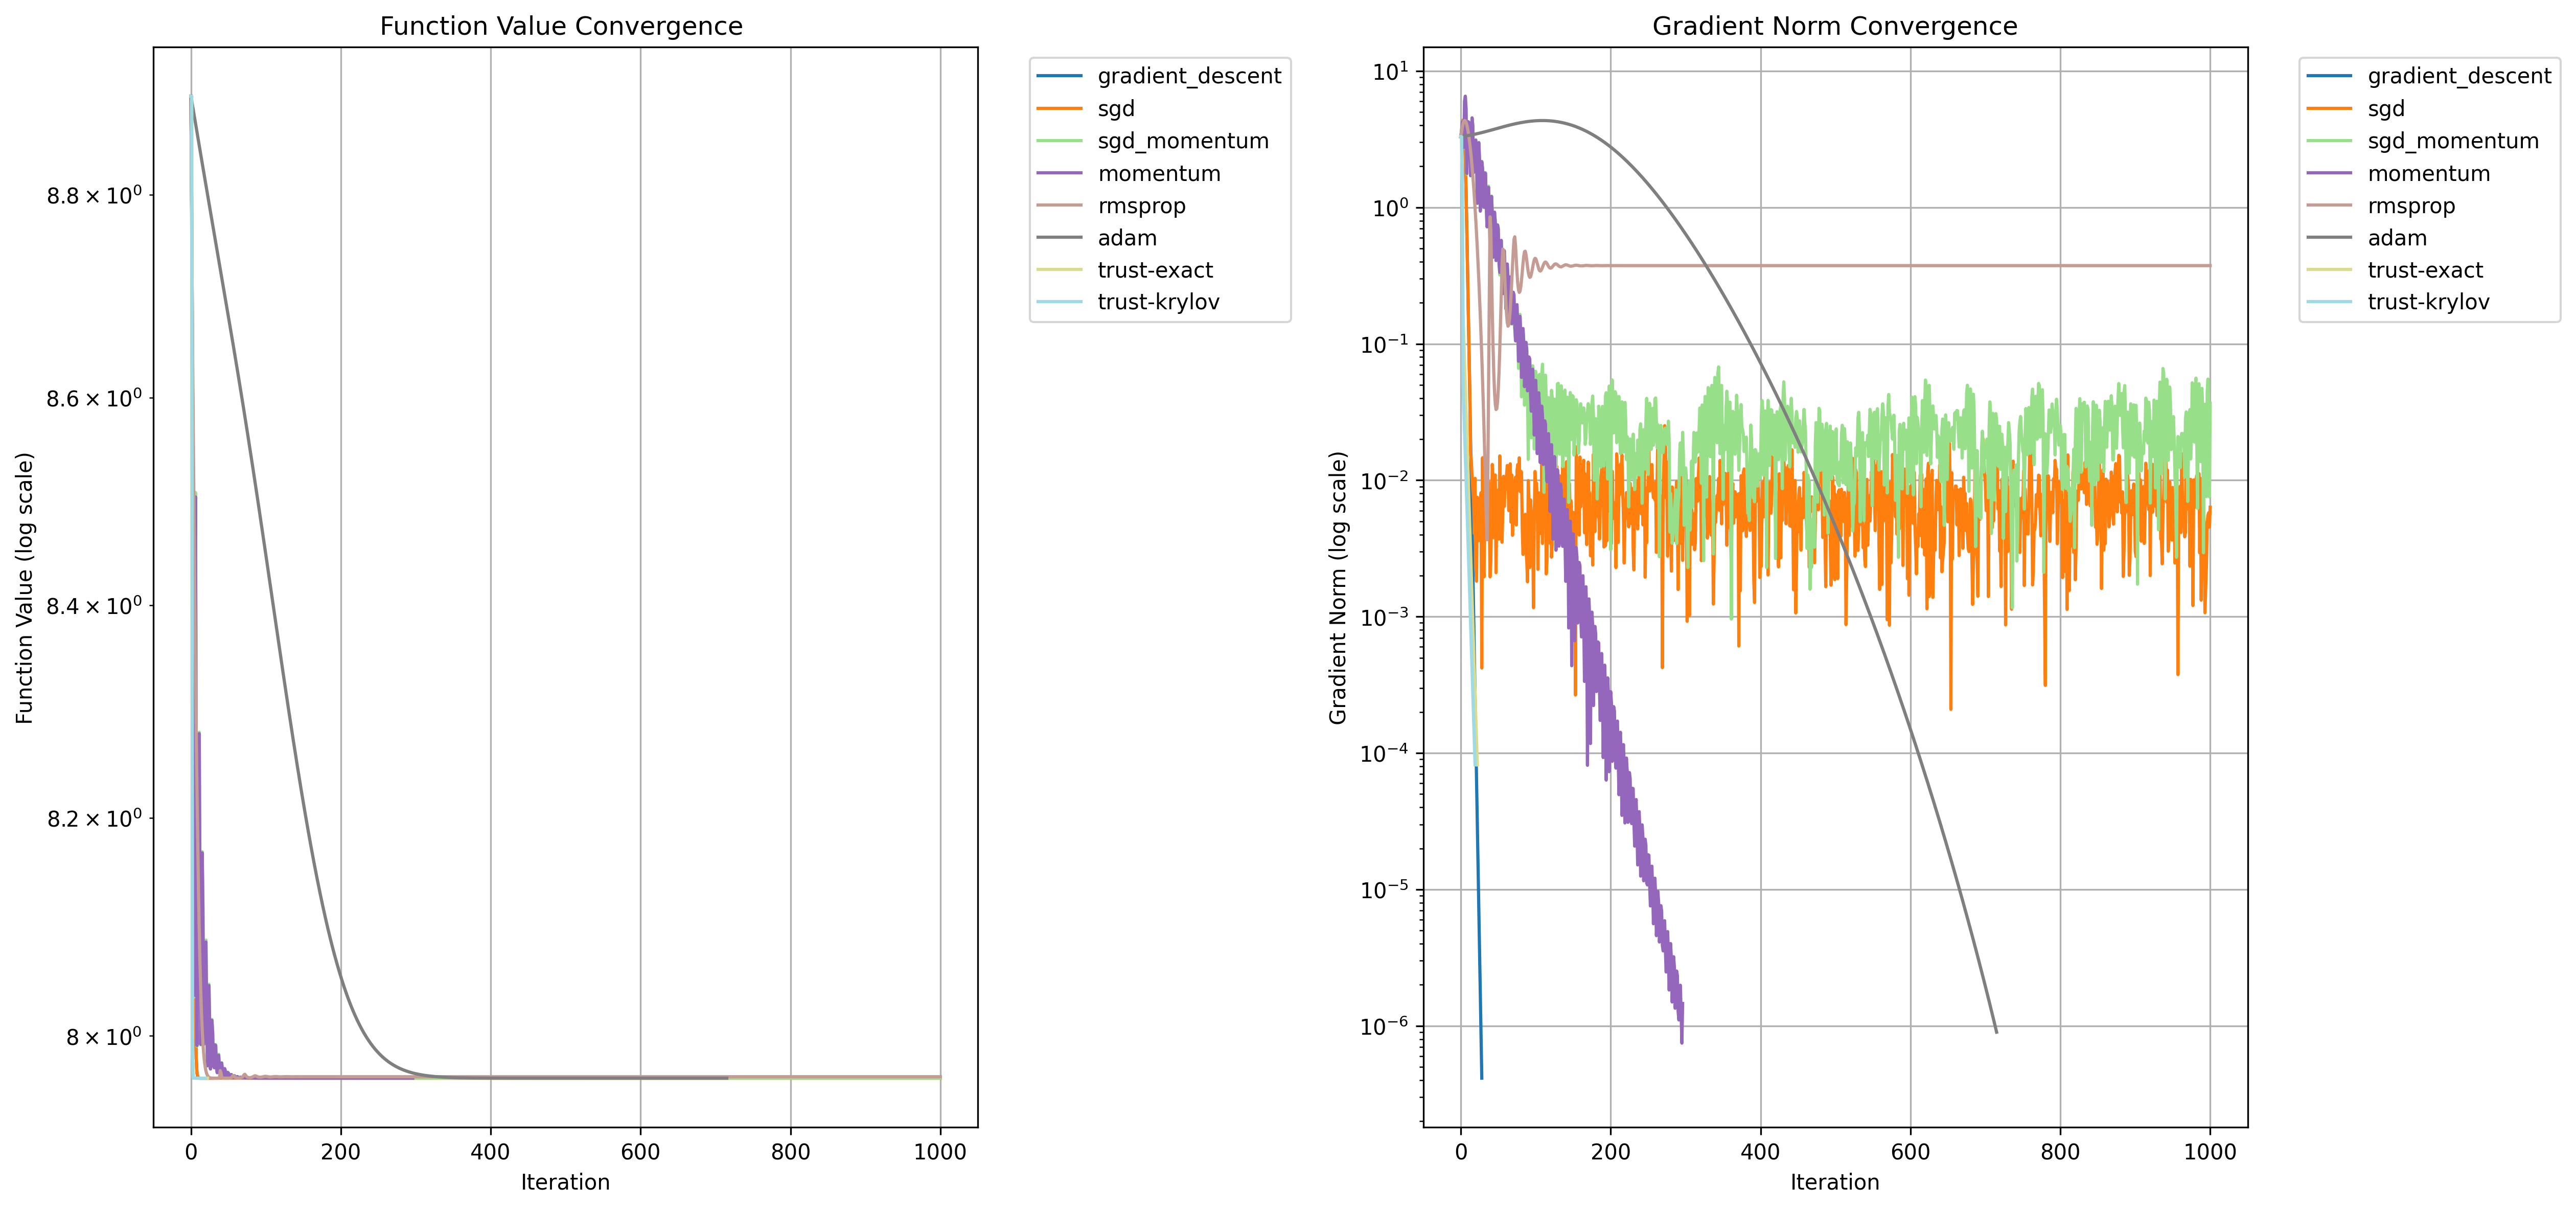 Function Value Convergence
Function Value (log scale)
8.8 × 10⁰
8.6 × 10⁰
8.4 × 10⁰
8.2 × 10⁰
8 × 10⁰
0 200 400 600 800 1000
Iteration
gradient_descent
sgd
sgd_momentum
momentum
rmsprop
adam
trust-exact
trust-krylov
Gradient Norm Convergence
Gradient Norm (log scale)
10¹
10⁰
10⁻¹
10⁻²
10⁻³
10⁻⁴
10⁻⁵
10⁻⁶
0 200 400 600 800 1000
Iteration
gradient_descent
sgd
sgd_momentum
momentum
rmsprop
adam
trust-exact
trust-krylov